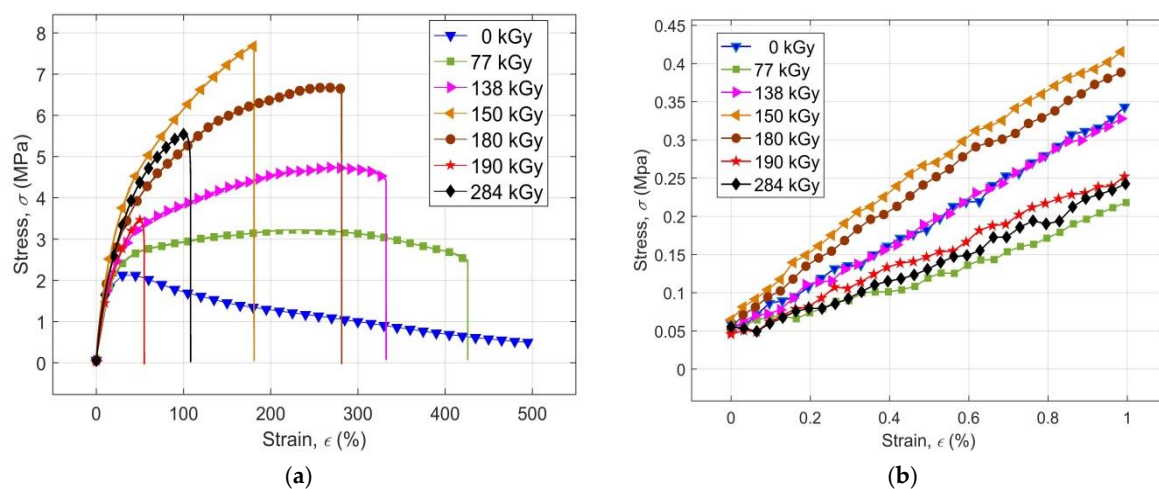 8
7
6
5
4
3
2
1
0
Stress, σ (MPa)
0 kGy
77 kGy
138 kGy
150 kGy
180 kGy
190 kGy
284 kGy
0 100 200 300 400 500
Strain, ϵ (%)
(a)
0.45
0.4
0.35
0.3
0.25
0.2
0.15
0.1
0.05
0
Stress, σ (Mpa)
0 kGy
77 kGy
138 kGy
150 kGy
180 kGy
190 kGy
284 kGy
0 0.2 0.4 0.6 0.8 1
Strain, ϵ (%)
(b)